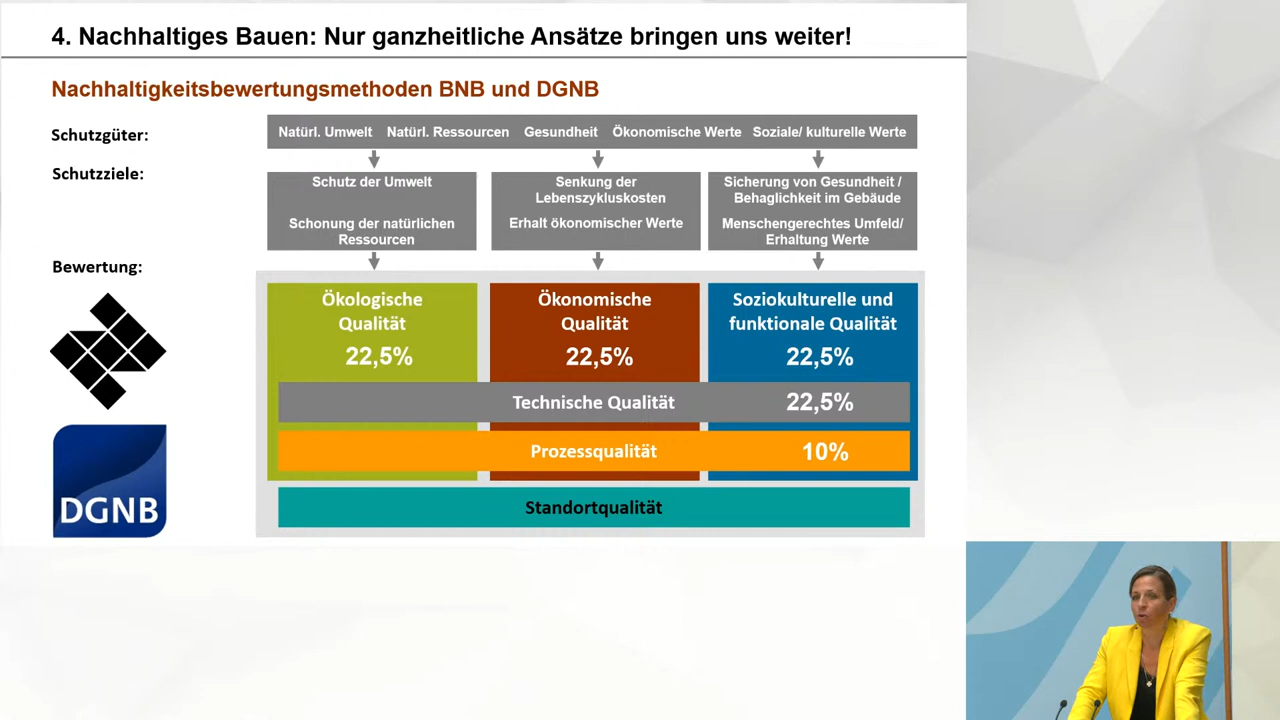 4. Nachhaltiges Bauen: Nur ganzheitliche Ansätze bringen uns weiter!
Nachhaltigkeitsbewertungsmethoden BNB und DGNB
Schutzgüter:
Natürl. Umwelt Natürl. Ressourcen Gesundheit Ökonomische Werte Soziale/ kulturelle Werte
Schutzziele:
Schutz der Umwelt
Schonung der natürlichen
Ressourcen
Senkung der
Lebenszykluskosten
Erhalt ökonomischer Werte
Sicherung von Gesundheit /
Behaglichkeit im Gebäude
Menschengerechtes Umfeld/
Erhaltung Werte
Bewertung:
Ökologische
Qualität
22,5%
Ökonomische
Qualität
22,5%
Soziokulturelle und
funktionale Qualität
22,5%
Technische Qualität 22,5%
Prozessqualität 10%
Standortqualität
DGNB